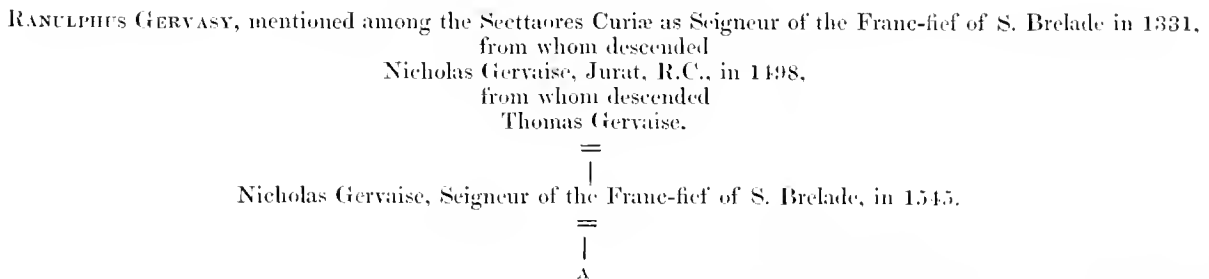 RANULPHUS GERVASY, mentioned among the Secttaores Curiæ as Seigneur of the Franc-fief of S. Brelade in 1331,
from whom descended
Nicholas Gervaise, Jurat, R.C., in 1498,
from whom descended
Thomas Gervaise.
=
|
Nicholas Gervaise, Seigneur of the Franc-fief of S. Brelade, in 1545.
=
|
A